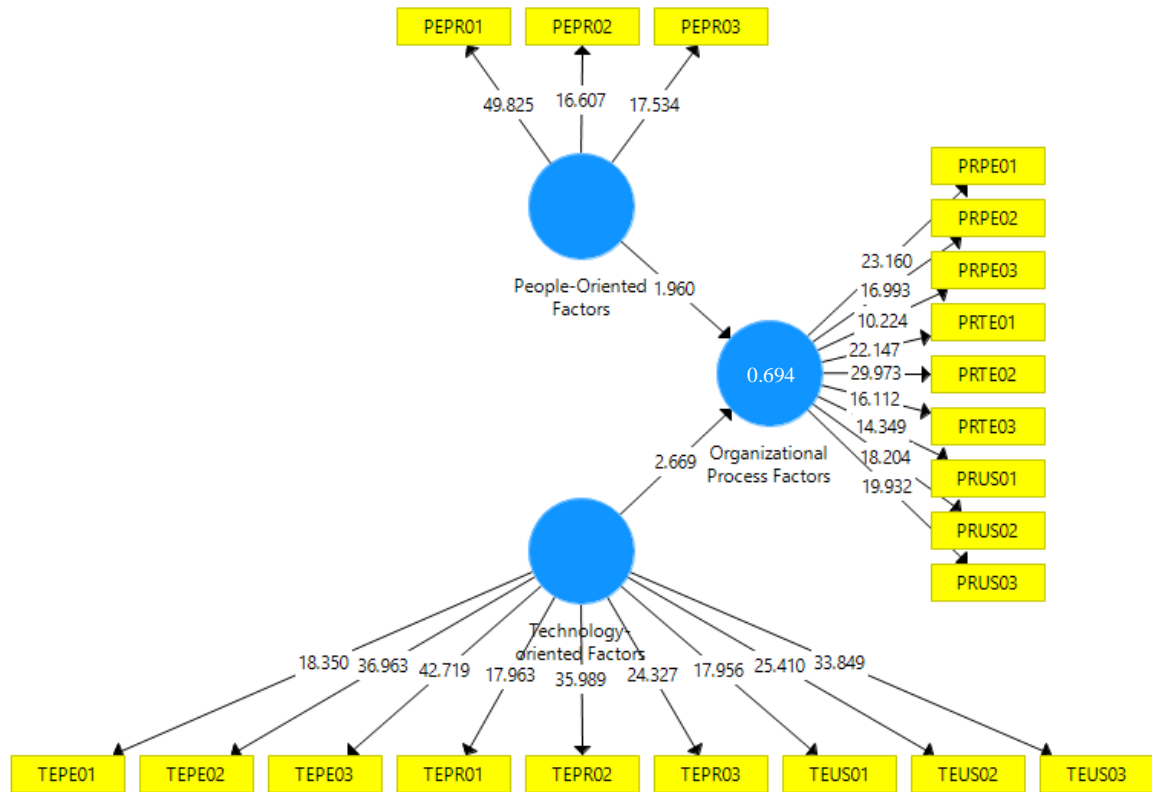 PEPR01
PEPR02
PEPR03
49.825
16.607
17.534
People-Oriented
Factors
1.960
PRPE01
PRPE02
PRPE03
PRTE01
PRTE02
PRTE03
PRUS01
PRUS02
PRUS03
23.160
16.993
10.224
22.147
29.973
16.112
14.349
18.204
19.932
0.694
Organizational
Process Factors
2.669
Technology-
oriented Factors
18.350
36.963
42.719
17.963
35.989
24.327
17.956
25.410
33.849
TEPE01
TEPE02
TEPE03
TEPR01
TEPR02
TEPR03
TEUS01
TEUS02
TEUS03